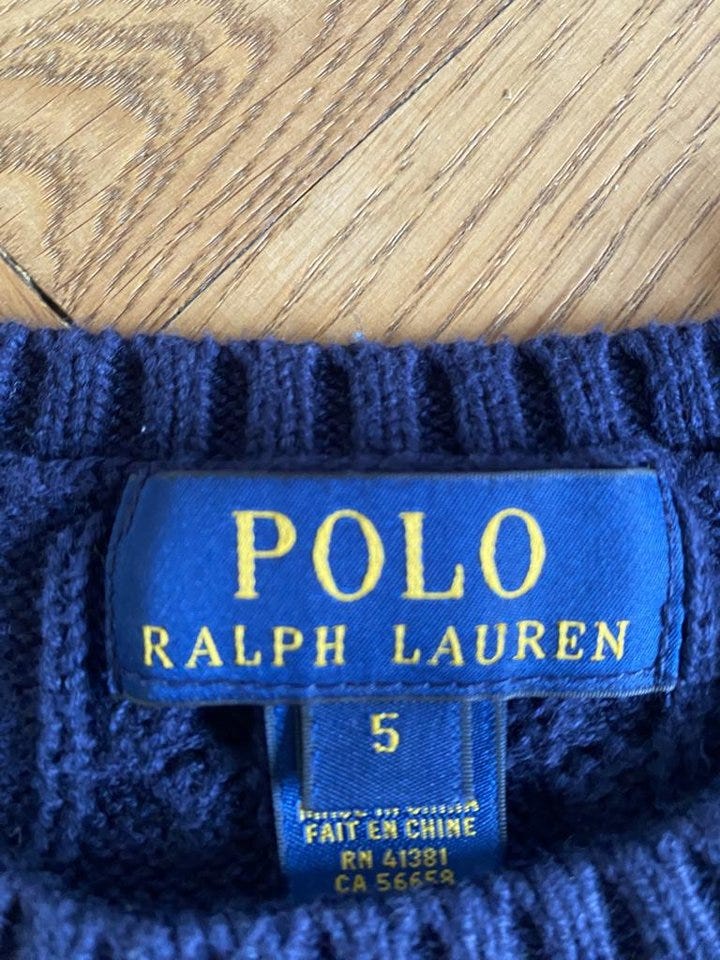 POLO
RALPH LAUREN
5
FAIT EN CHINE
RN 41381
CA 56658